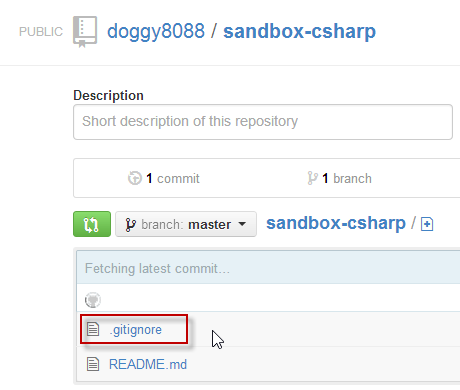 PUBLIC doggy8088 / sandbox-csharp
Description
Short description of this repository
1 commit 1 branch
branch: master sandbox-csharp /
Fetching latest commit...
.gitignore
README.md